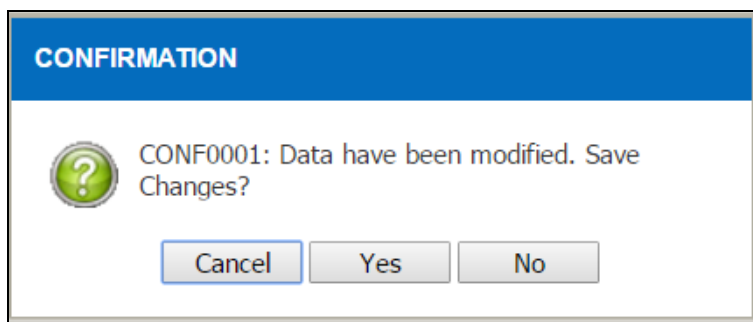 CONFIRMATION
CONF0001: Data have been modified. Save
Changes?
Cancel Yes No